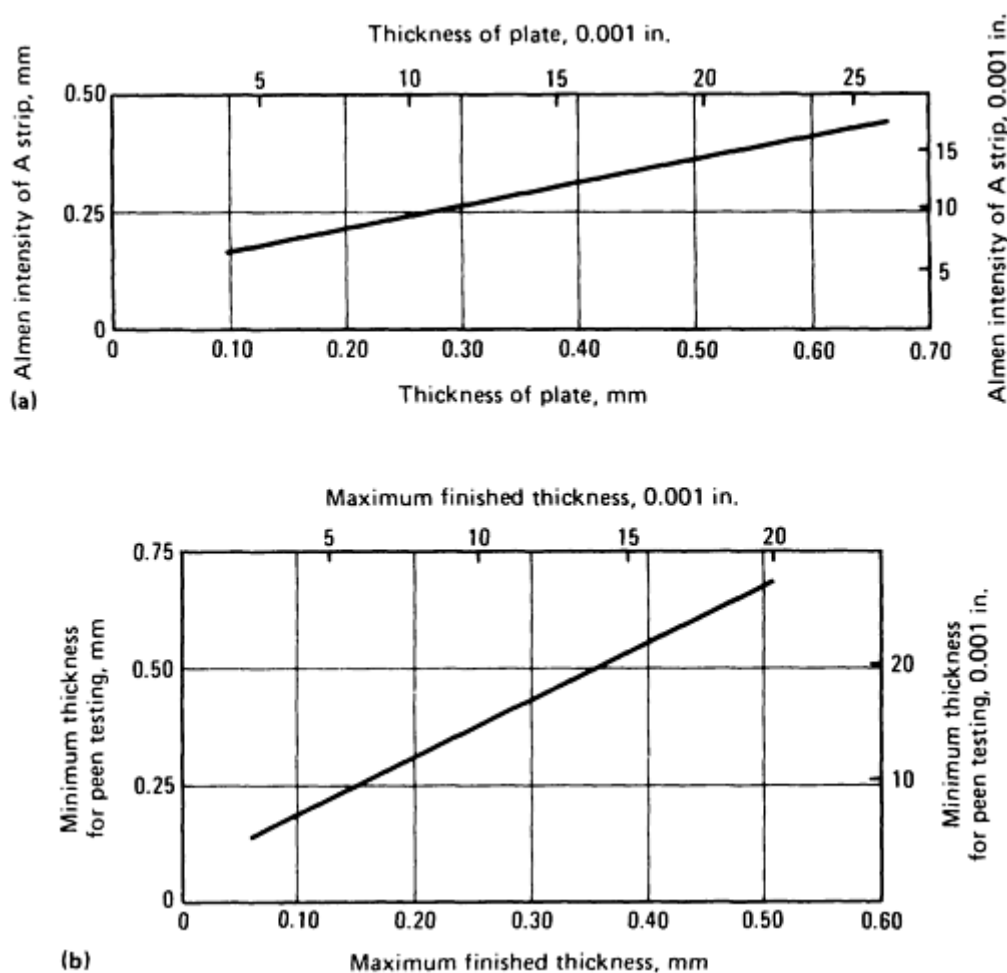 Thickness of plate, 0.001 in.
5 10 15 20 25
Almen intensity of A strip, mm
0.50
0.25
0
15
10
5
Almen intensity of A strip, 0.001 in.
0 0.10 0.20 0.30 0.40 0.50 0.60 0.70
(a)
Thickness of plate, mm
Maximum finished thickness, 0.001 in.
5 10 15 20
Minimum thickness
for peen testing, mm
0.75
0.50
0.25
0
20
10
Minimum thickness
for peen testing, 0.001 in.
0 0.10 0.20 0.30 0.40 0.50 0.60
(b)
Maximum finished thickness, mm